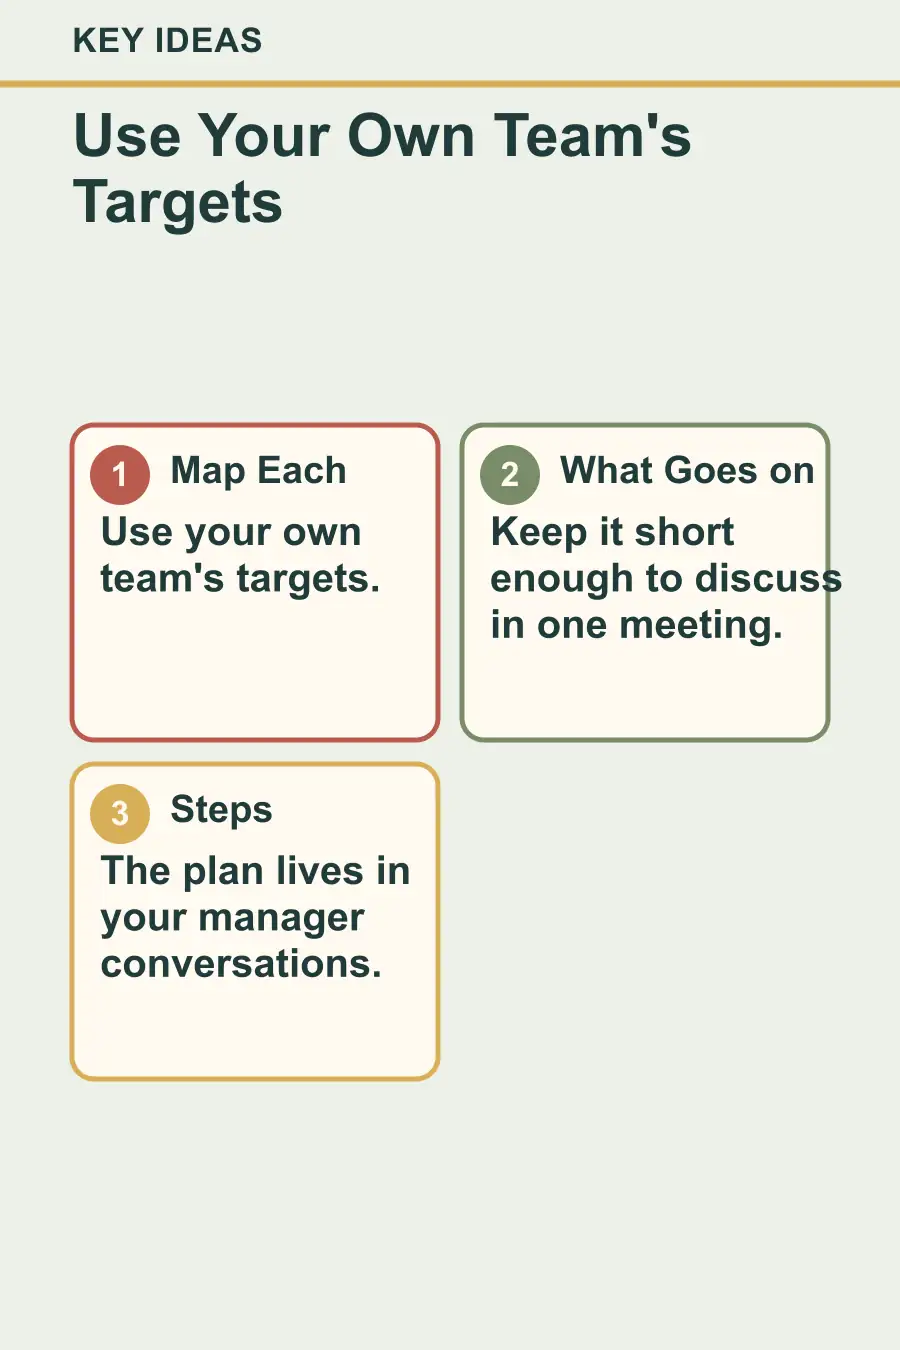 KEY IDEAS
Use Your Own Team's
Targets
1
Map Each
Use your own
team's targets.
2
What Goes on
Keep it short
enough to discuss
in one meeting.
3
Steps
The plan lives in
your manager
conversations.